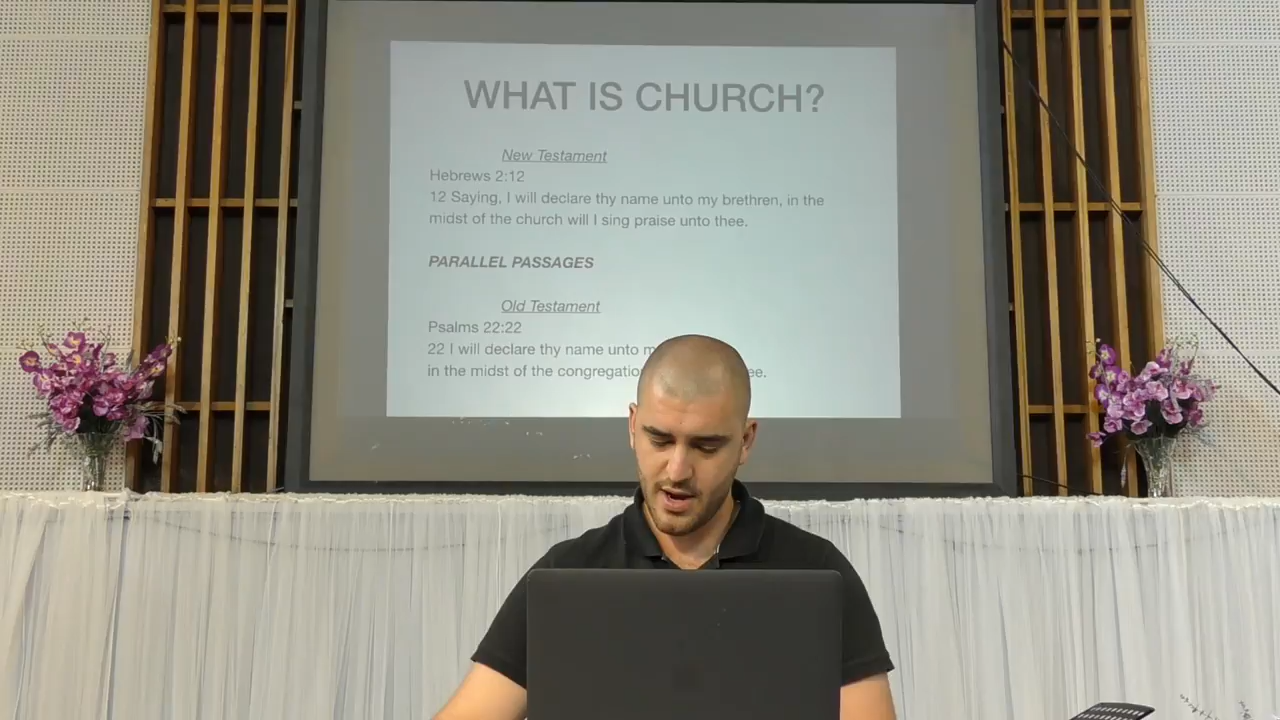 WHAT IS CHURCH?
New Testament
Hebrews 2:12
12 Saying, I will declare thy name unto my brethren, in the
midst of the church will I sing praise unto thee.
PARALLEL PASSAGES
Old Testament
Psalms 22:22
22 I will declare thy name unto
in the midst of the